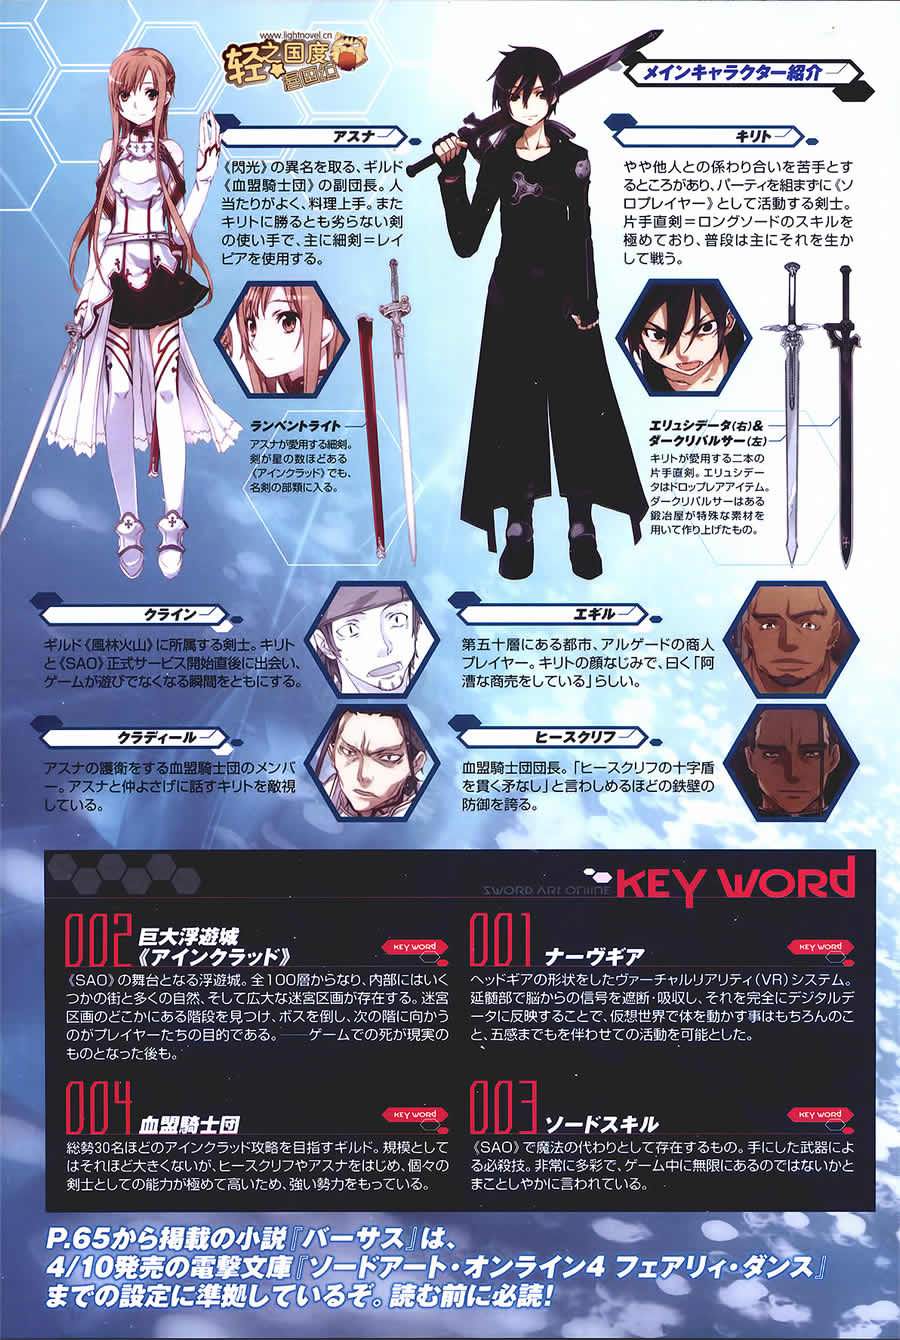 www.lightnovel.cn
轻之国度
メインキャラクター紹介
キリト
やや他人との係わり合いを苦手とす
るところがあり、パーティを組まずに《ソ
ロプレイヤー》として活動する剣士。
片手直剣＝ロングソードのスキルを
極めており、普段は主にそれを生か
して戦う。
エリュシデータ(右)&
ダークリパルサー(左)
キリトが愛用する二本の
片手直剣。エリュシデー
タはドロップレアアイテム。
ダークリパルサーはある
鍛冶屋が特殊な素材を
用いて作り上げたもの。
アスナ
《閃光》の異名を取る、ギルド
《血盟騎士団》の副団長。人
当たりがよく、料理上手。また
キリトに勝るとも劣らない剣
の使い手で、主に細剣＝レイ
ピアを使用する。
ランベントライト
アスナが愛用する細剣。
剣が星の数ほどある
《アインクラッド》でも、
名剣の部類に入る。
クライン
ギルド《風林火山》に所属する剣士。キリト
と《SAO》正式サービス開始直後に出会い、
ゲームが遊びでなくなる瞬間をともにする。
エギル
第五十層にある都市、アルゲードの商人
プレイヤー。キリトの顔なじみで、曰く「阿
漕な商売をしている」らしい。
クラディール
アスナの護衛をする血盟騎士団のメンバ
ー。アスナと仲よさげに話すキリトを敵視
している。
ヒースクリフ
血盟騎士団団長。「ヒースクリフの十字盾
を貫く矛なし」と言わしめるほどの鉄壁の
防御を誇る。
SWORD ART ONLINE KEY WORD
001 ナーヴギア
KEY WORD
ヘッドギアの形状をしたヴァーチャルリアリティ(VR)システム。
延髄部で脳からの信号を遮断・吸収し、それを完全にデジタルデ
ータに反映することで、仮想世界で体を動かす事はもちろんのこ
と、五感までもを伴わせての活動を可能とした。
002 巨大浮遊城
《アインクラッド》
KEY WORD
《SAO》の舞台となる浮遊城。全100層からなり、内部にはいく
つかの街と多くの自然、そして広大な迷宮区画が存在する。迷宮
区画のどこかにある階段を見つけ、ボスを倒し、次の階に向かう
のがプレイヤーたちの目的である。――ゲームでの死が現実の
ものとなった後も。
003 ソードスキル
KEY WORD
《SAO》で魔法の代わりとして存在するもの。手にした武器によ
る必殺技。非常に多彩で、ゲーム中に無限にあるのではないかと
まことしやかに言われている。
004 血盟騎士団
KEY WORD
総勢30名ほどのアインクラッド攻略を目指すギルド。規模として
はそれほど大きくないが、ヒースクリフやアスナをはじめ、個々の
剣士としての能力が極めて高いため、強い勢力をもっている。
P.65から掲載の小説『バーサス』は、
4/10発売の電撃文庫『ソードアート・オンライン4 フェアリィ・ダンス』
までの設定に準拠しているぞ。読む前に必読!